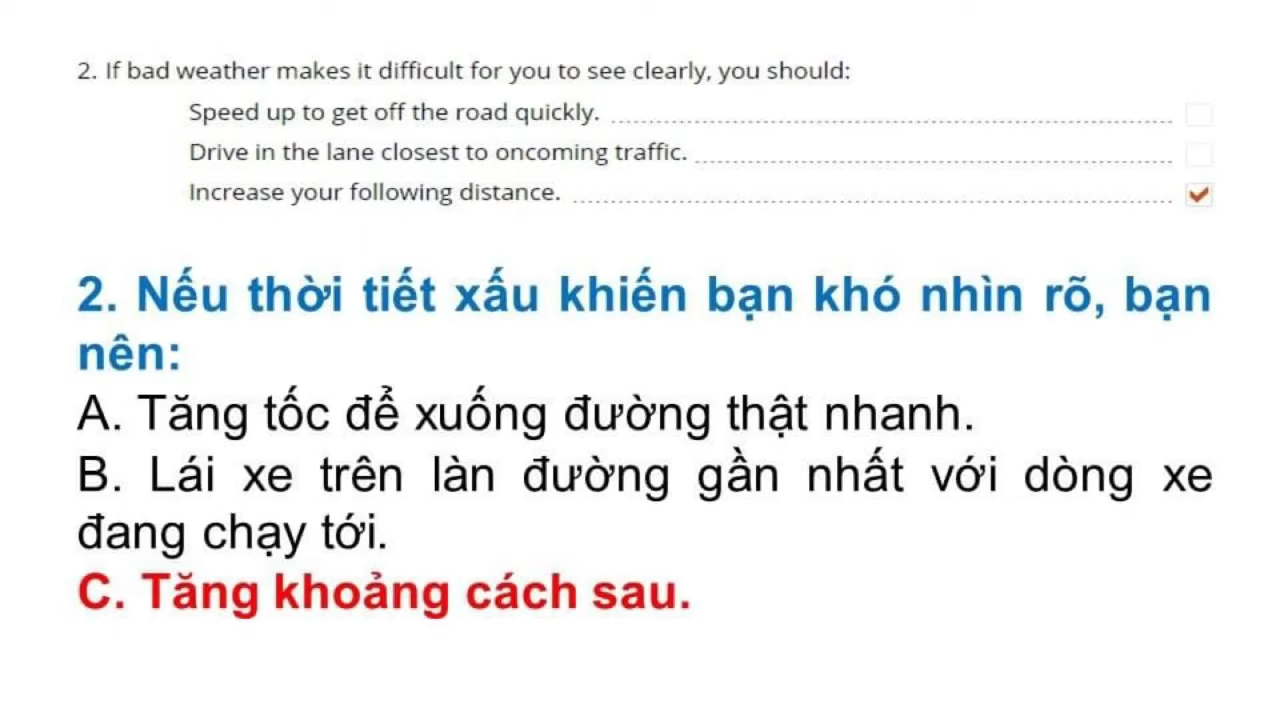 2. If bad weather makes it difficult for you to see clearly, you should:
Speed up to get off the road quickly.
Drive in the lane closest to oncoming traffic.
Increase your following distance.
2. Nếu thời tiết xấu khiến bạn khó nhìn rõ, bạn
nên:
A. Tăng tốc để xuống đường thật nhanh.
B. Lái xe trên làn đường gần nhất với dòng xe
đang chạy tới.
C. Tăng khoảng cách sau.